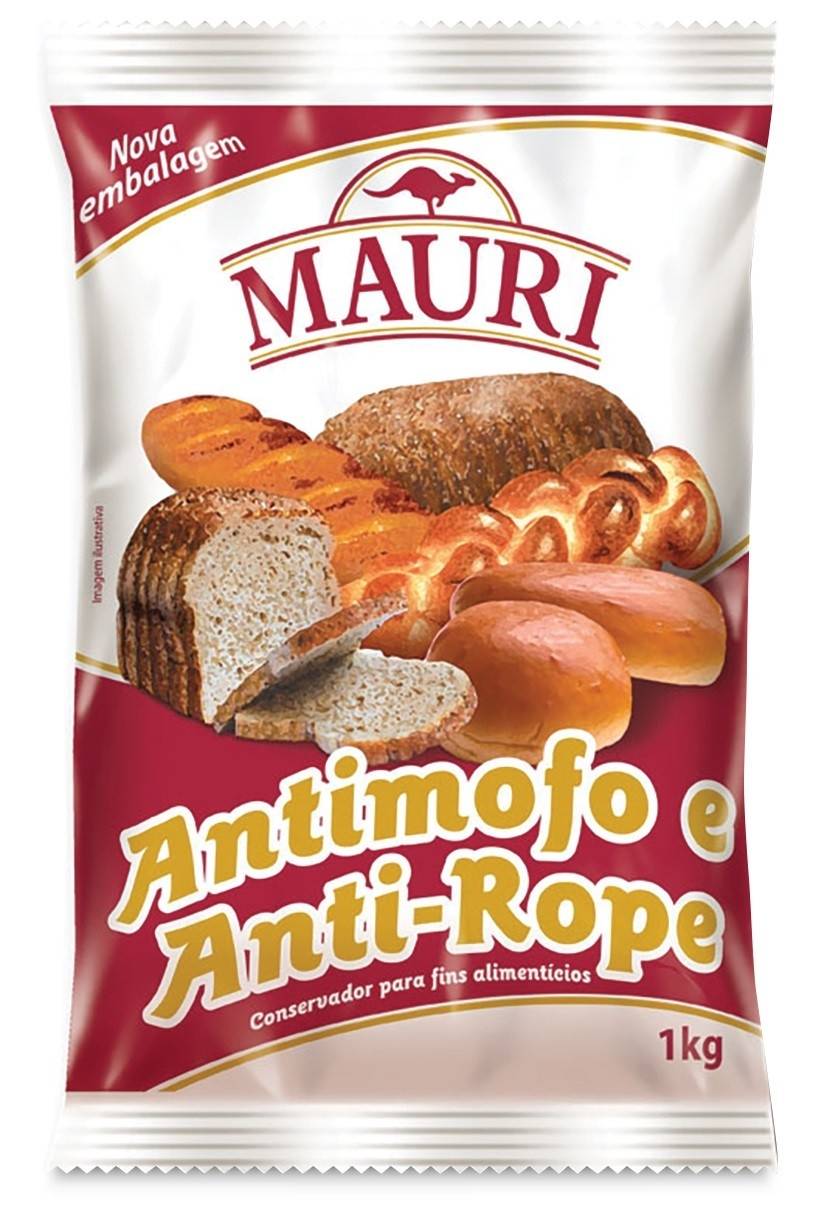 Nova
embalagem
MAURI
Imagem ilustrativa
Antimofo e
Anti-Rope
Conservador para fins alimentícios
1kg